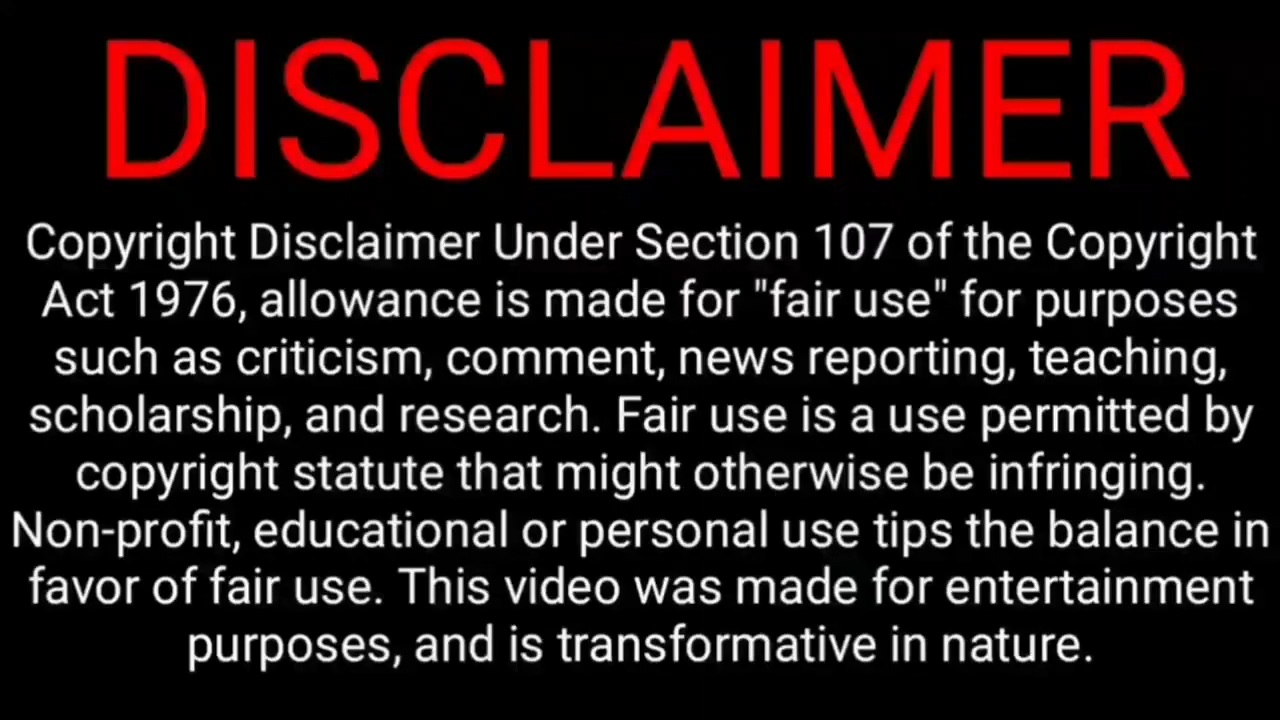 DISCLAIMER
Copyright Disclaimer Under Section 107 of the Copyright
Act 1976, allowance is made for "fair use" for purposes
such as criticism, comment, news reporting, teaching,
scholarship, and research. Fair use is a use permitted by
copyright statute that might otherwise be infringing.
Non-profit, educational or personal use tips the balance in
favor of fair use. This video was made for entertainment
purposes, and is transformative in nature.